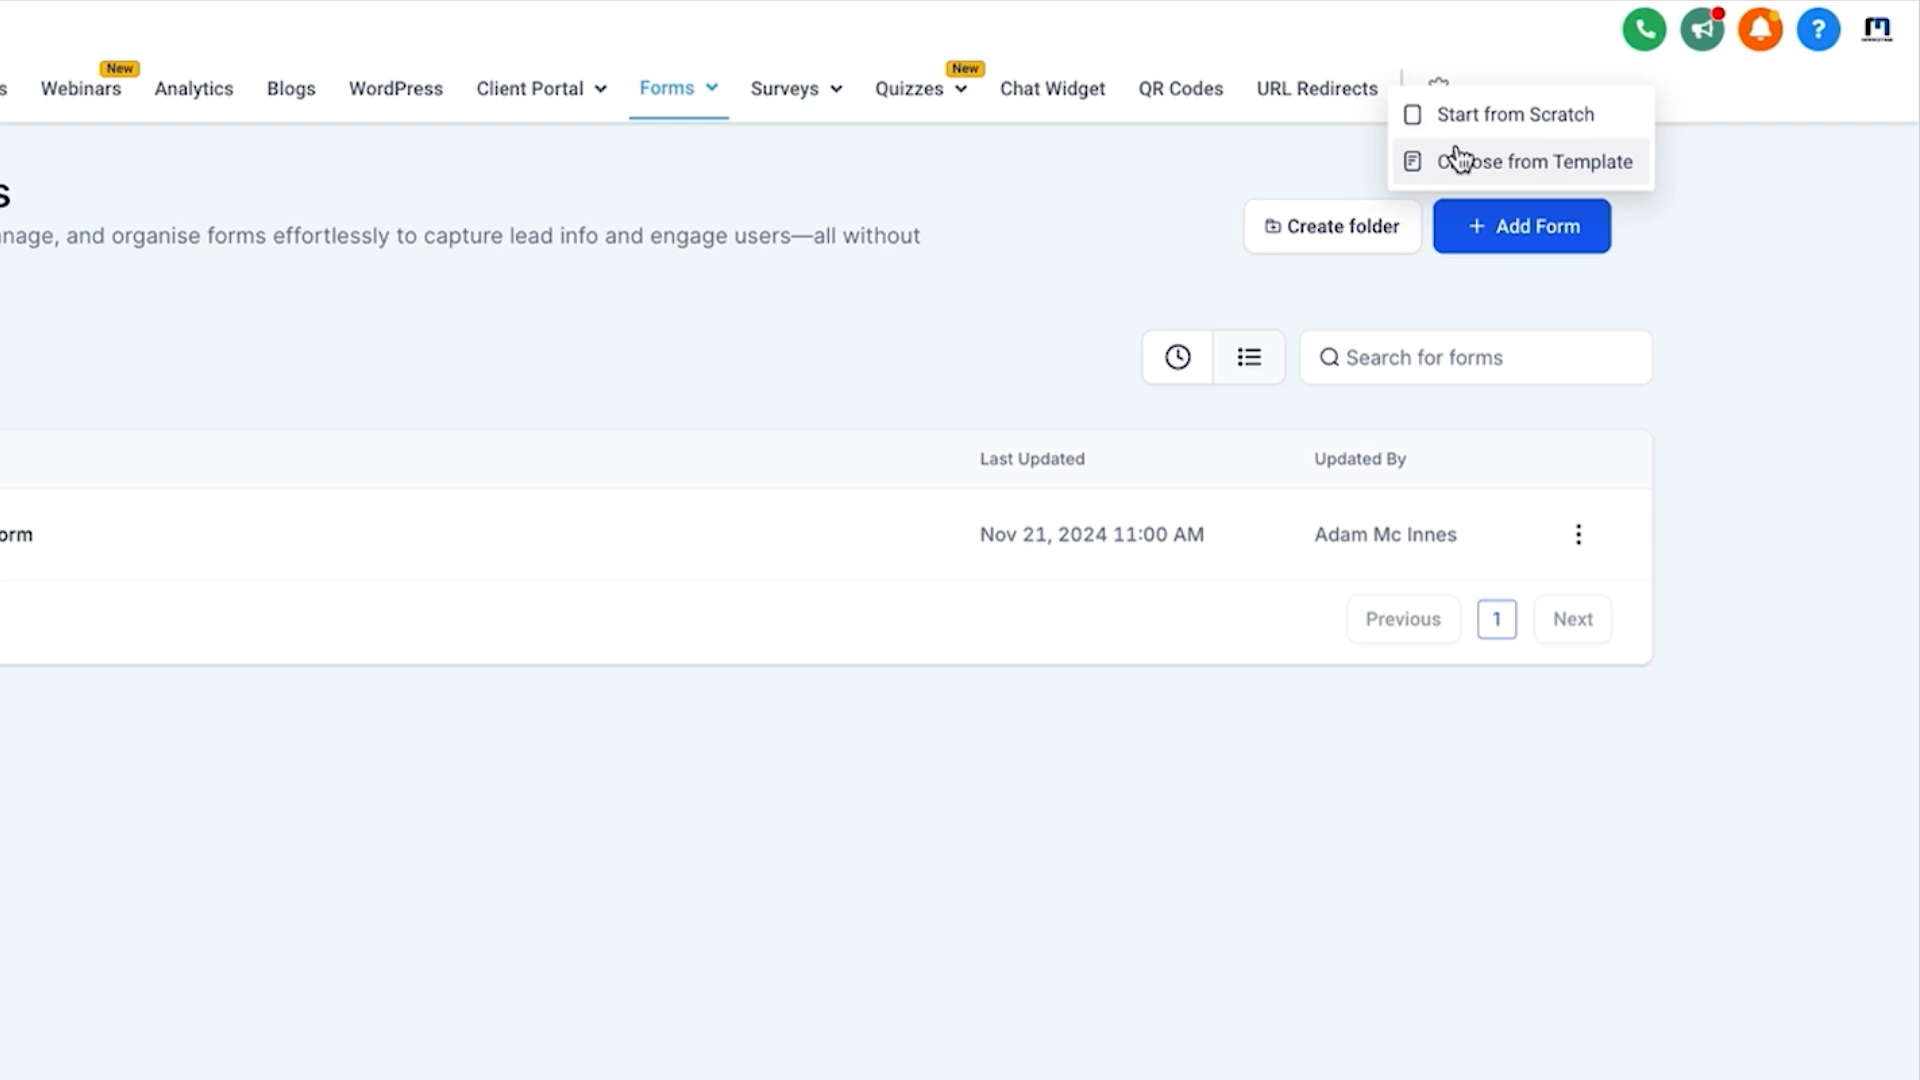 New New
s Webinars Analytics Blogs WordPress Client Portal Forms Surveys Quizzes Chat Widget QR Codes URL Redirects
Start from Scratch
Choose from Template
s
nage, and organise forms effortlessly to capture lead info and engage users—all without
Create folder
+ Add Form
Search for forms
Last Updated Updated By
orm Nov 21, 2024 11:00 AM Adam Mc Innes
Previous 1 Next